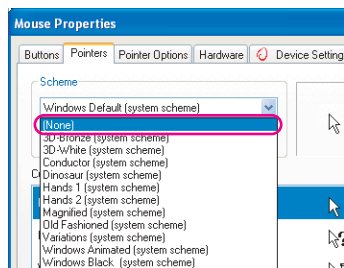 Mouse Properties
Buttons Pointers Pointer Options Hardware Device Setting
Scheme
Windows Default (system scheme)
(None)
3D-Bronze (system scheme)
3D-White (system scheme)
Conductor (system scheme)
Dinosaur (system scheme)
Hands 1 (system scheme)
Hands 2 (system scheme)
Magnified (system scheme)
Old Fashioned (system scheme)
Variations (system scheme)
Windows Animated (system scheme)
Windows Black (system scheme)